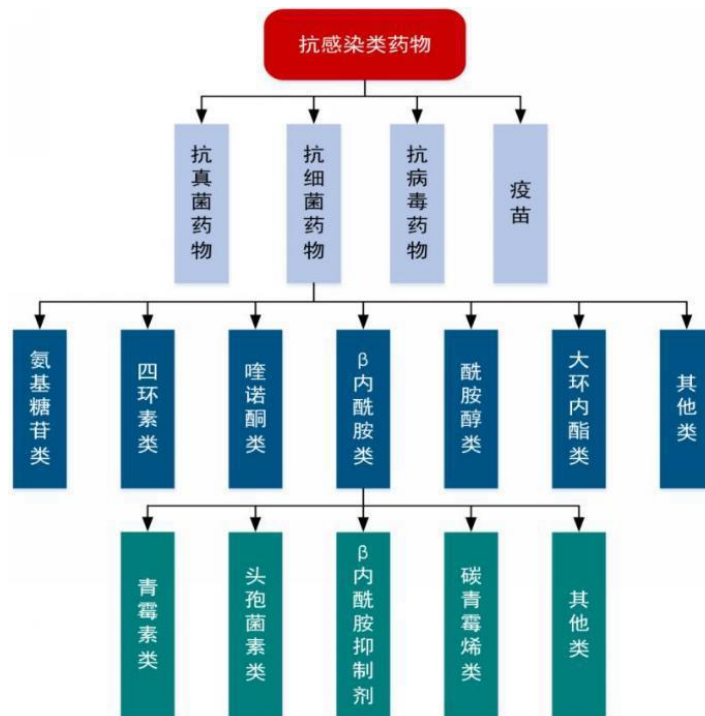 抗感染类药物
抗真菌药物
抗细菌药物
抗病毒药物
疫苗
氨基糖苷类
四环素类
喹诺酮类
β内酰胺类
酰胺醇类
大环内酯类
其他类
青霉素类
头孢菌素类
β内酰胺抑制剂
碳青霉烯类
其他类